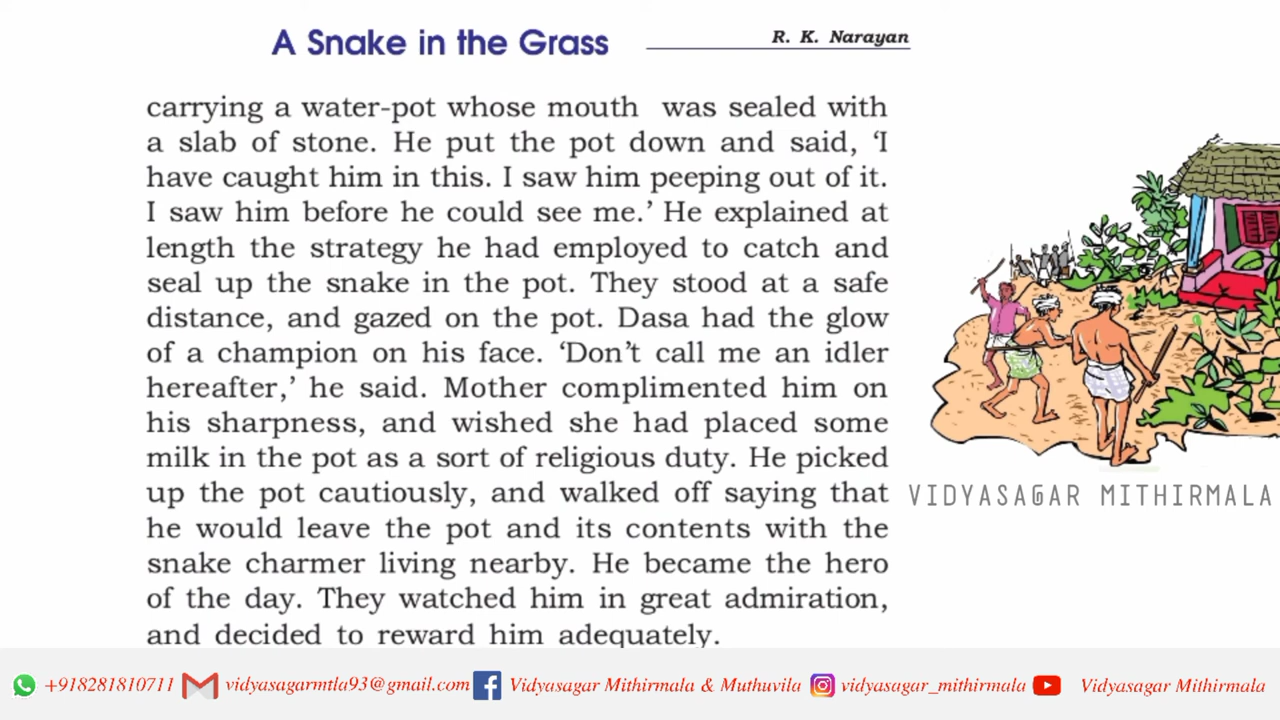 A Snake in the Grass
R. K. Narayan
carrying a water-pot whose mouth was sealed with
a slab of stone. He put the pot down and said, ‘I
have caught him in this. I saw him peeping out of it.
I saw him before he could see me.’ He explained at
length the strategy he had employed to catch and
seal up the snake in the pot. They stood at a safe
distance, and gazed on the pot. Dasa had the glow
of a champion on his face. ‘Don’t call me an idler
hereafter,’ he said. Mother complimented him on
his sharpness, and wished she had placed some
milk in the pot as a sort of religious duty. He picked
up the pot cautiously, and walked off saying that
he would leave the pot and its contents with the
snake charmer living nearby. He became the hero
of the day. They watched him in great admiration,
and decided to reward him adequately.
VIDYASAGAR MITHIRMALA
+918281810711 vidyasagarmtla93@gmail.com Vidyasagar Mithirmala & Muthuvila vidyasagar_mithirmala Vidyasagar Mithirmala